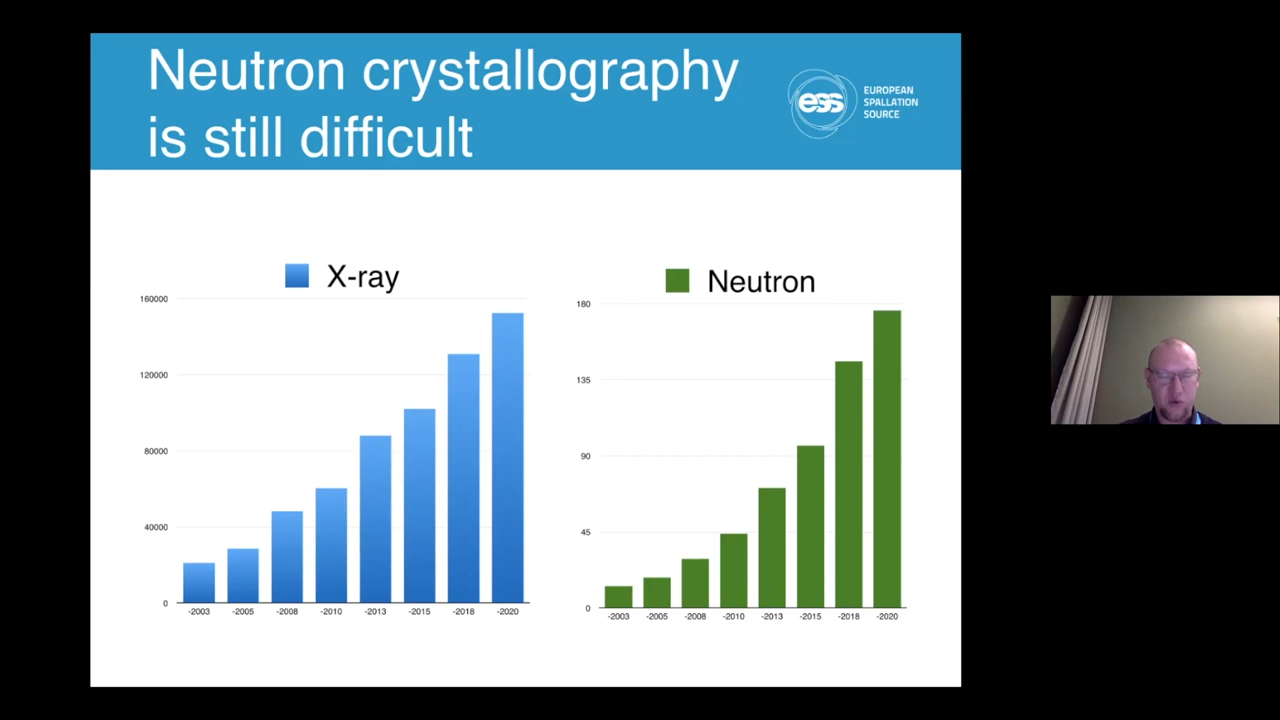 Neutron crystallography
is still difficult
ess
EUROPEAN
SPALLATION
SOURCE
X-ray
160000
120000
80000
40000
0
-2003 -2005 -2008 -2010 -2013 -2015 -2018 -2020
Neutron
180
135
90
45
0
-2003 -2005 -2008 -2010 -2013 -2015 -2018 -2020